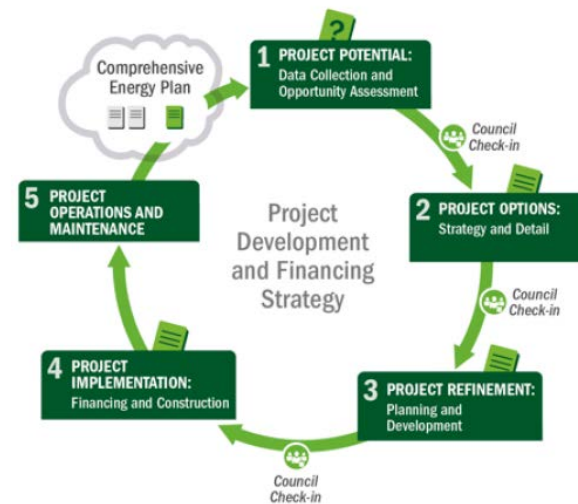 Comprehensive
Energy Plan
?
1 PROJECT POTENTIAL:
Data Collection and
Opportunity Assessment
Council
Check-in
2 PROJECT OPTIONS:
Strategy and Detail
Council
Check-in
3 PROJECT REFINEMENT:
Planning and
Development
Council
Check-in
4 PROJECT
IMPLEMENTATION:
Financing and Construction
5 PROJECT
OPERATIONS AND
MAINTENANCE
Project
Development
and Financing
Strategy